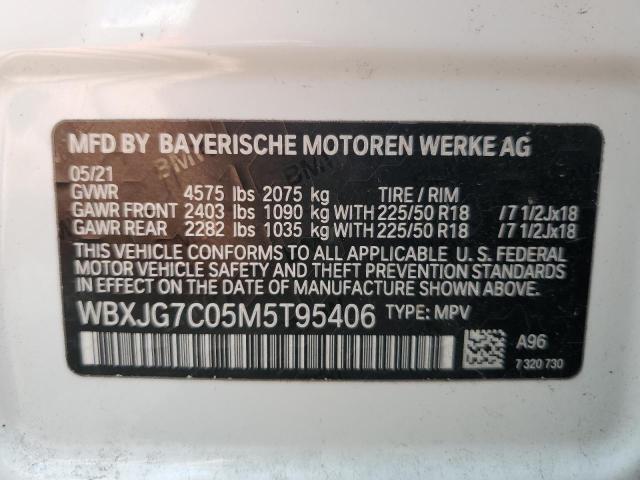 MFD BY BAYERISCHE MOTOREN WERKE AG
05/21
GVWR 4575 lbs 2075 kg TIRE / RIM
GAWR FRONT 2403 lbs 1090 kg WITH 225/50 R18 /7 1/2Jx18
GAWR REAR 2282 lbs 1035 kg WITH 225/50 R18 /7 1/2Jx18
THIS VEHICLE CONFORMS TO ALL APPLICABLE U.S. FEDERAL
MOTOR VEHICLE SAFETY AND THEFT PREVENTION STANDARDS
IN EFFECT ON THE DATE OF MANUFACTURE SHOWN ABOVE.
WBXJG7C05M5T95406 TYPE: MPV
A96
7 320 730